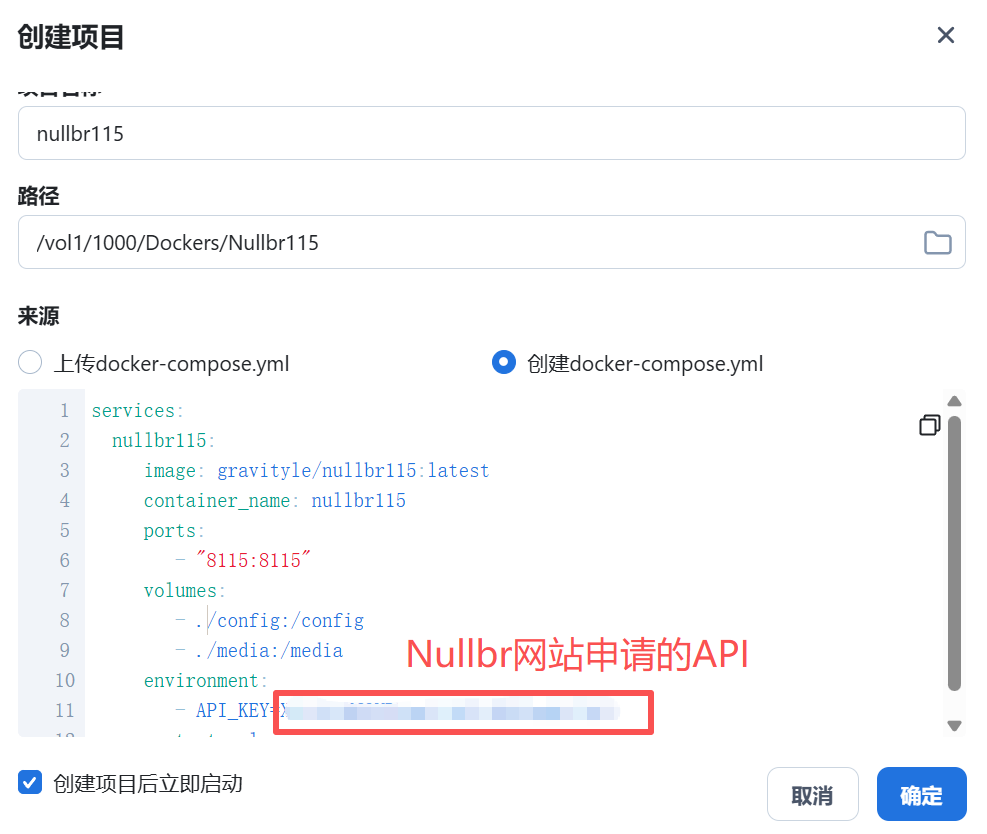 创建项目
项目名称
nullbr115
路径
/vol1/1000/Dockers/Nullbr115
来源
上传docker-compose.yml
创建docker-compose.yml
1 services:
2 nullbr115:
3 image: gravityle/nullbr115:latest
4 container_name: nullbr115
5 ports:
6 - "8115:8115"
7 volumes:
8 - ./config:/config
9 - ./media:/media
Nullbr网站申请的API
10 environment:
11 - API_KEY=
创建项目后立即启动
取消
确定